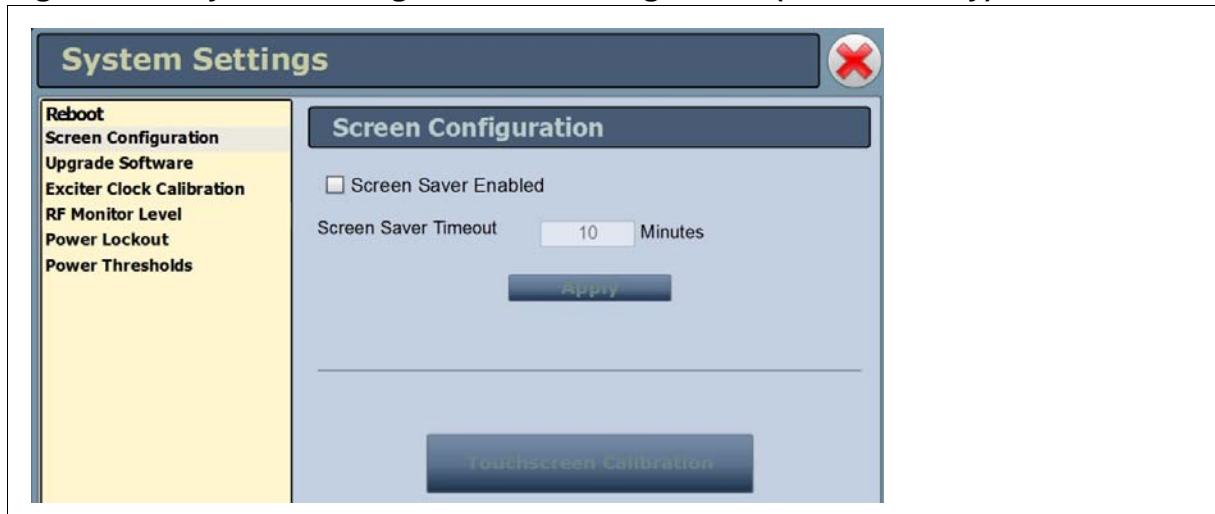 System Settings
Reboot
Screen Configuration
Upgrade Software
Exciter Clock Calibration
RF Monitor Level
Power Lockout
Power Thresholds
Screen Configuration
Screen Saver Enabled
Screen Saver Timeout 10 Minutes
Apply
Touchscreen Calibration